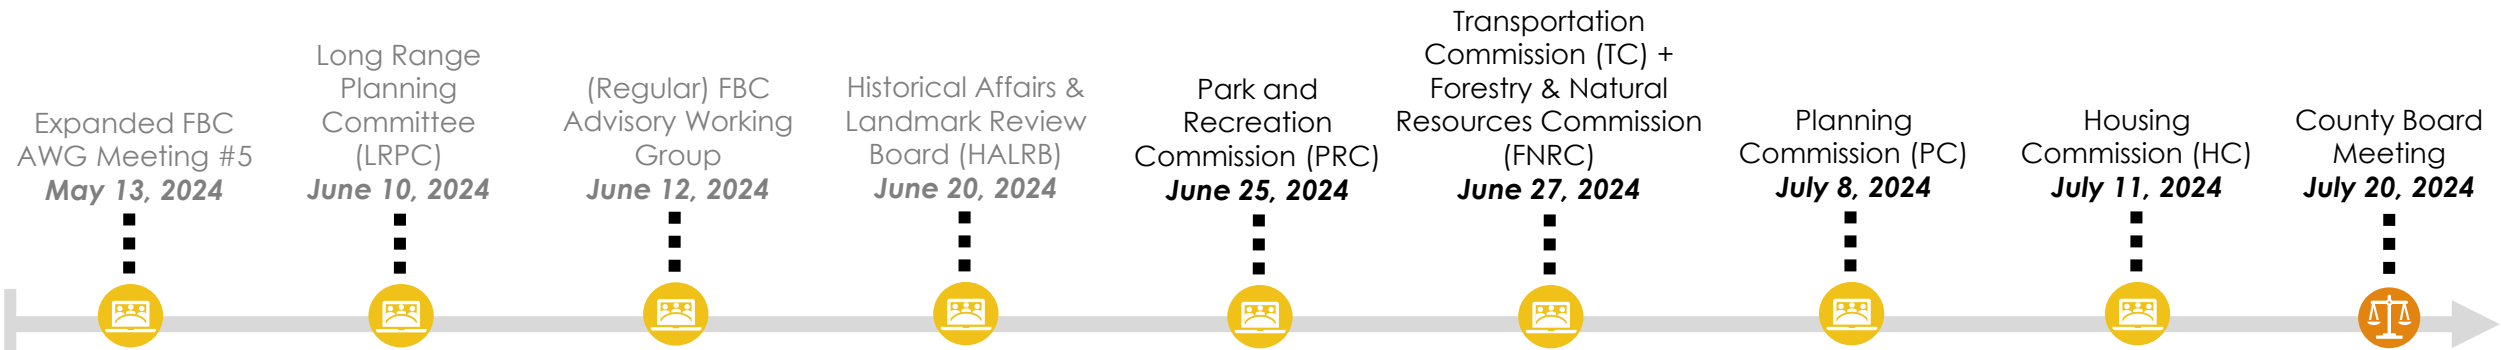 Expanded FBC
AWG Meeting #5
May 13, 2024
Long Range
Planning
Committee
(LRPC)
June 10, 2024
(Regular) FBC
Advisory Working
Group
June 12, 2024
Historical Affairs &
Landmark Review
Board (HALRB)
June 20, 2024
Park and
Recreation
Commission (PRC)
June 25, 2024
Transportation
Commission (TC) +
Forestry & Natural
Resources Commission
(FNRC)
June 27, 2024
Planning
Commission (PC)
July 8, 2024
Housing
Commission (HC)
July 11, 2024
County Board
Meeting
July 20, 2024